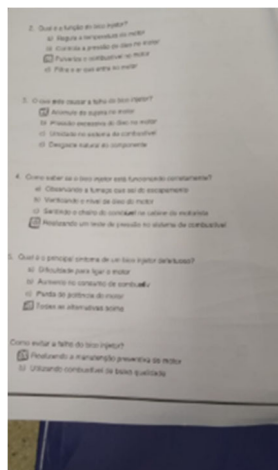 2. Qual é a função do bico injetor?
a) Regula a temperatura do motor
b) Controla a pressão do óleo no motor
Pulveriza o combustível no motor
d) Filtra o ar que entra no motor
3. O que pode causar a falha do bico injetor?
Acúmulo de sujeira no motor
b) Pressão excessiva do óleo no motor
c) Umidade no sistema de combustível
d) Desgaste natural do componente
4. Como saber se o bico injetor está funcionando corretamente?
a) Observando a fumaça que sai do escapamento
b) Verificando o nível de óleo do motor
c) Sentindo o cheiro do combustível na cabine do motorista
Realizando um teste de pressão no sistema de combustível
5. Qual é o principal sintoma de um bico injetor defeituoso?
a) Dificuldade para ligar o motor
b) Aumento no consumo de combustível
c) Perda de potência do motor
Todas as alternativas acima
Como evitar a falha do bico injetor?
Realizando a manutenção preventiva do motor
b) Utilizando combustível de baixa qualidade